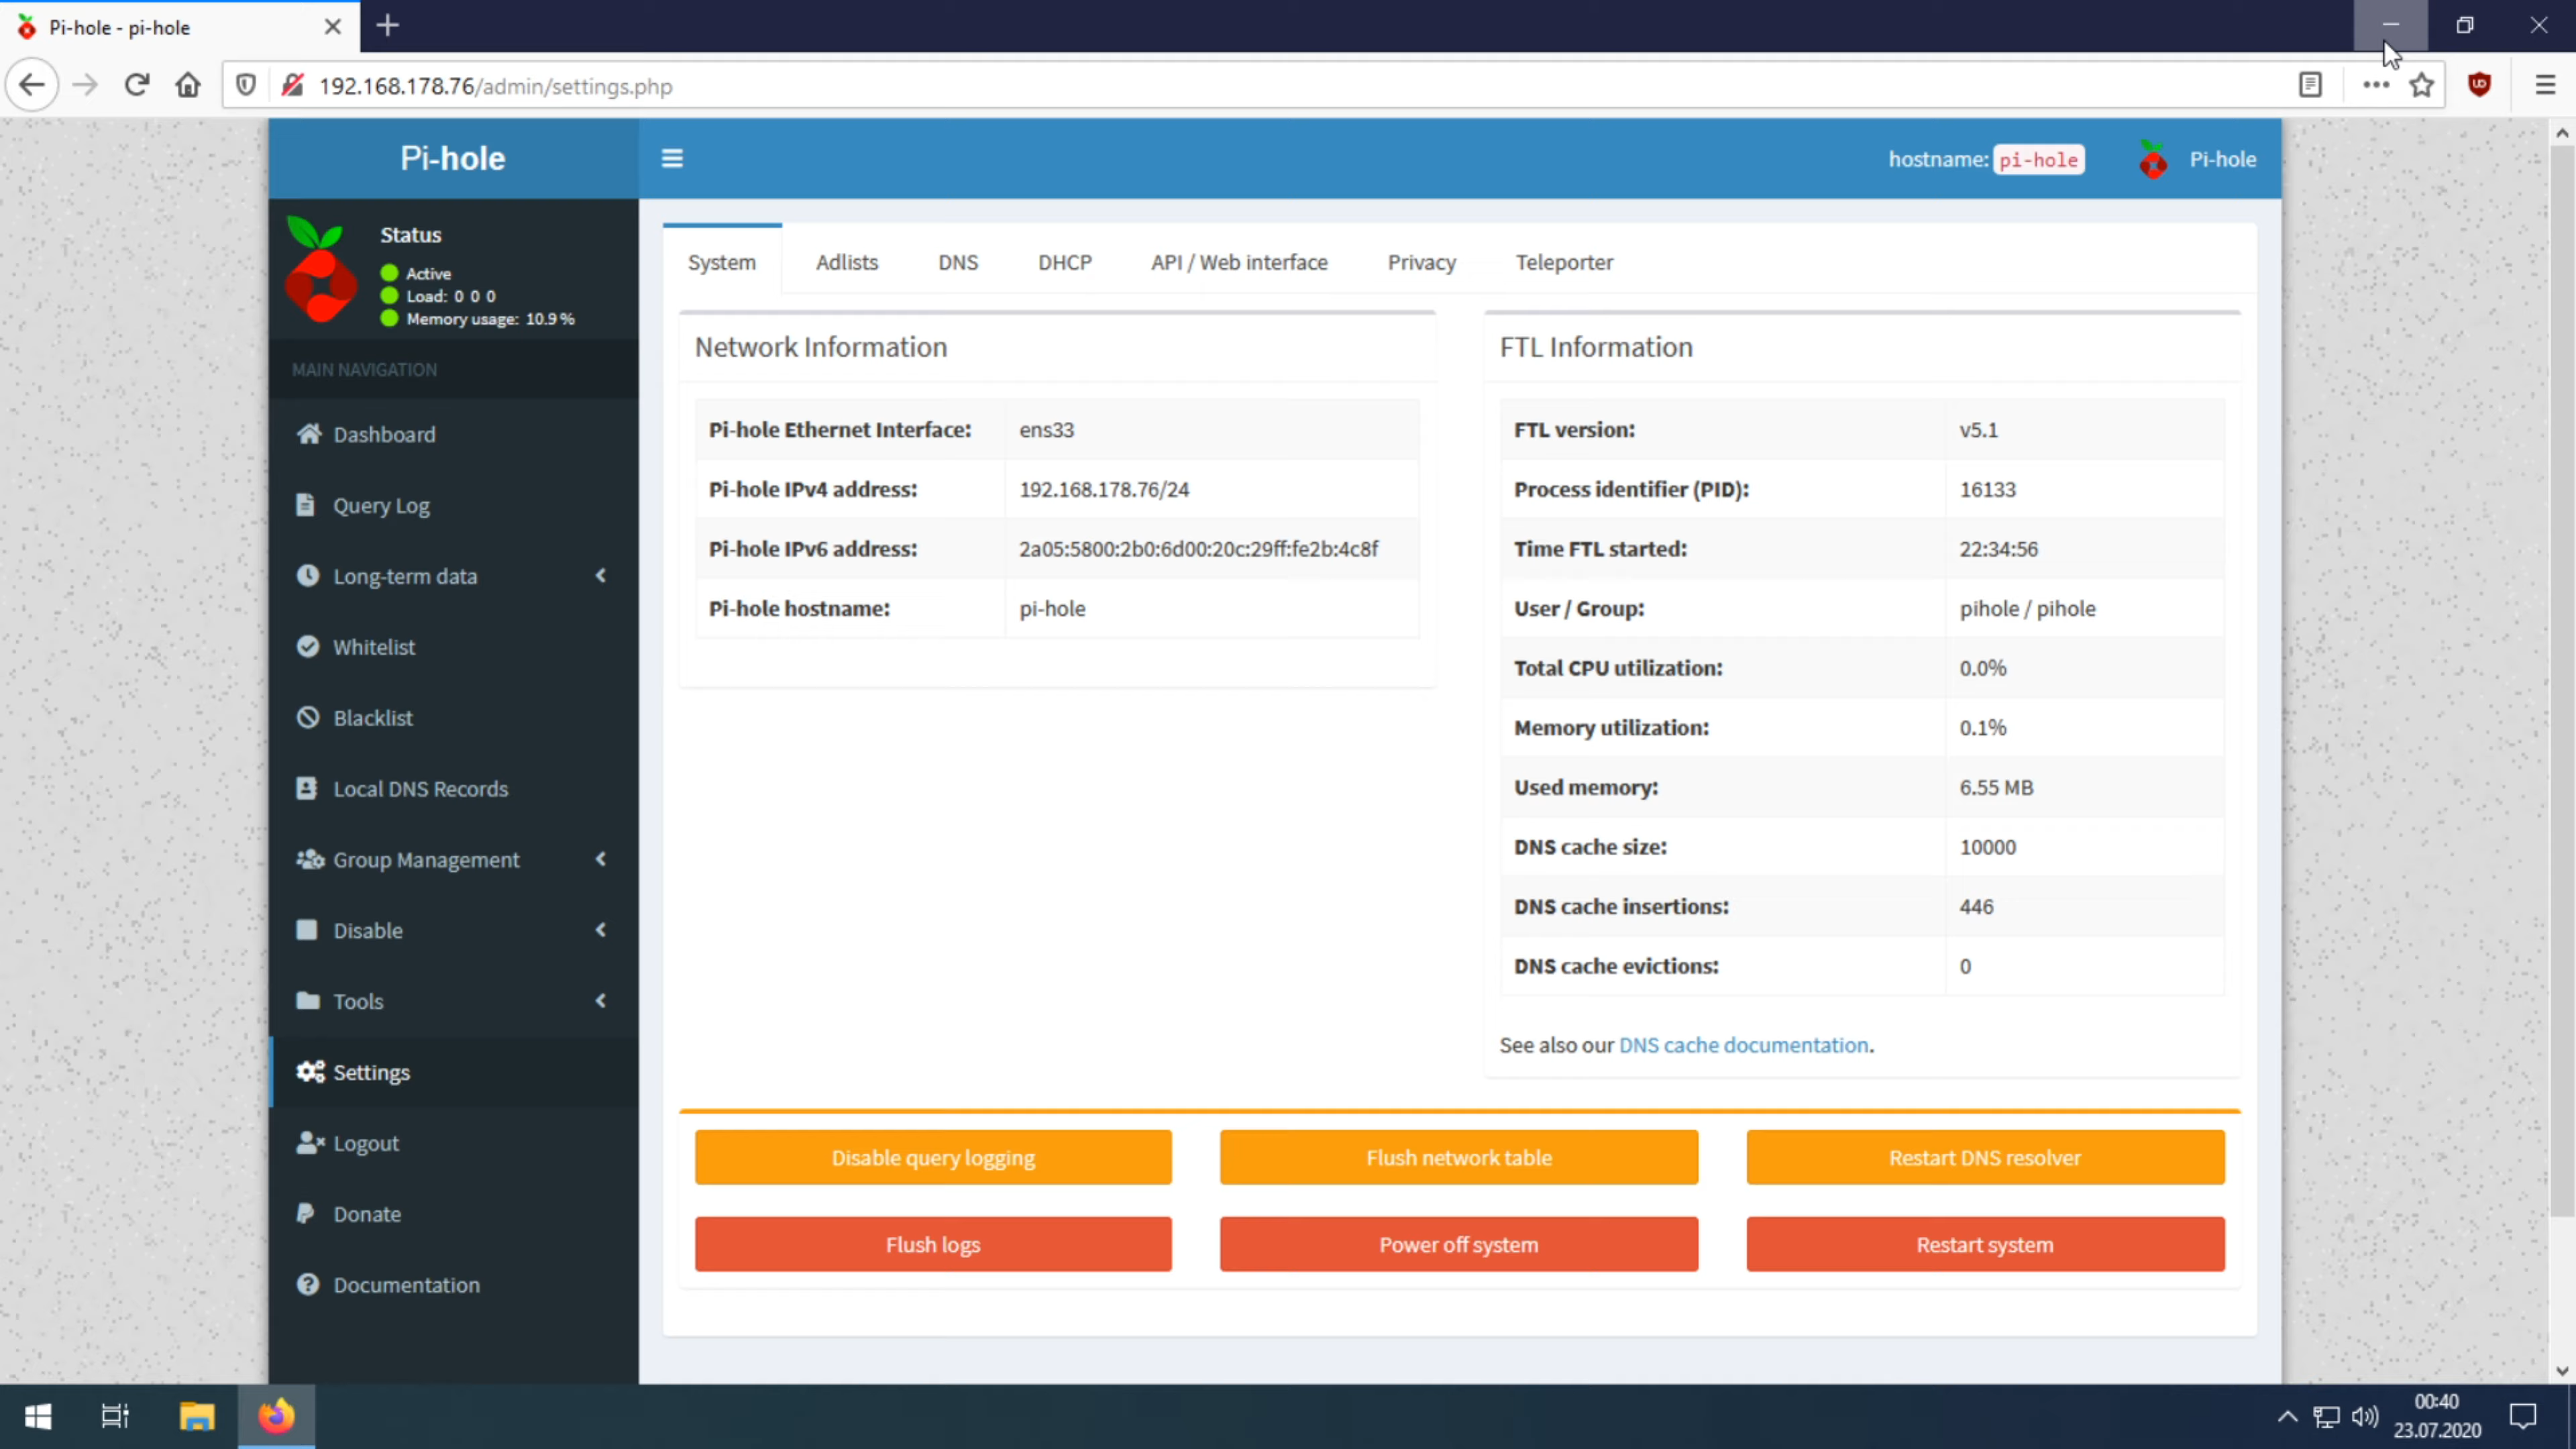 Pi-hole - pi-hole
192.168.178.76/admin/settings.php
Pi-hole
hostname: pi-hole
Pi-hole
Status
Active
Load: 0 0 0
Memory usage: 10.9 %
MAIN NAVIGATION
Dashboard
Query Log
Long-term data
Whitelist
Blacklist
Local DNS Records
Group Management
Disable
Tools
Settings
Logout
Donate
Documentation
System
Adlists
DNS
DHCP
API / Web interface
Privacy
Teleporter
Network Information
Pi-hole Ethernet Interface: ens33
Pi-hole IPv4 address: 192.168.178.76/24
Pi-hole IPv6 address: 2a05:5800:2b0:6d00:20c:29ff:fe2b:4c8f
Pi-hole hostname: pi-hole
FTL Information
FTL version: v5.1
Process identifier (PID): 16133
Time FTL started: 22:34:56
User / Group: pihole / pihole
Total CPU utilization: 0.0%
Memory utilization: 0.1%
Used memory: 6.55 MB
DNS cache size: 10000
DNS cache insertions: 446
DNS cache evictions: 0
See also our DNS cache documentation.
Disable query logging
Flush network table
Restart DNS resolver
Flush logs
Power off system
Restart system
00:40
23.07.2020